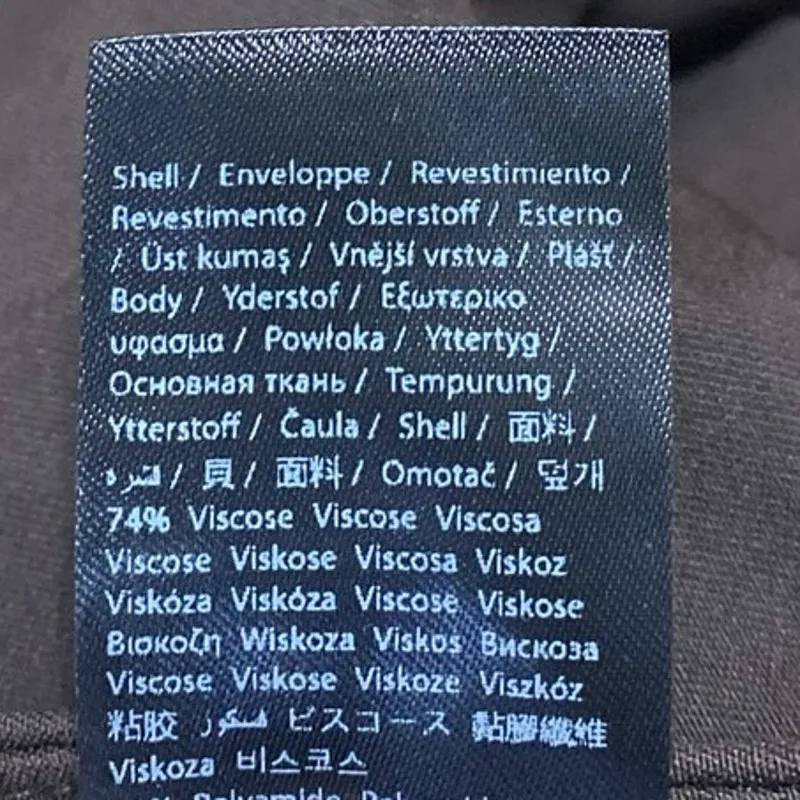 Shell / Enveloppe / Revestimiento /
Revestimento / Oberstoff / Esterno
/ Üst kumaş / Vnější vrstva / Plášť /
Body / Yderstof / Εξωτερικο
υφασμα / Powłoka / Yttertyg /
Основная ткань / Tempurung /
Ytterstoff / Čaula / Shell / 面料 /
قشرة / 貝 / 面料 / Omotač / 덮개
74% Viscose Viscose Viscosa
Viscose Viskose Viscosa Viskoz
Viskóza Viskóza Viscose Viskose
Βισκοζη Wiskoza Viskos Вискоза
Viscose Viskose Viskoze Viszkóz
粘胶 فسكوز ビスコース 黏膠纖維
Viskoza 비스코스
Polyamide